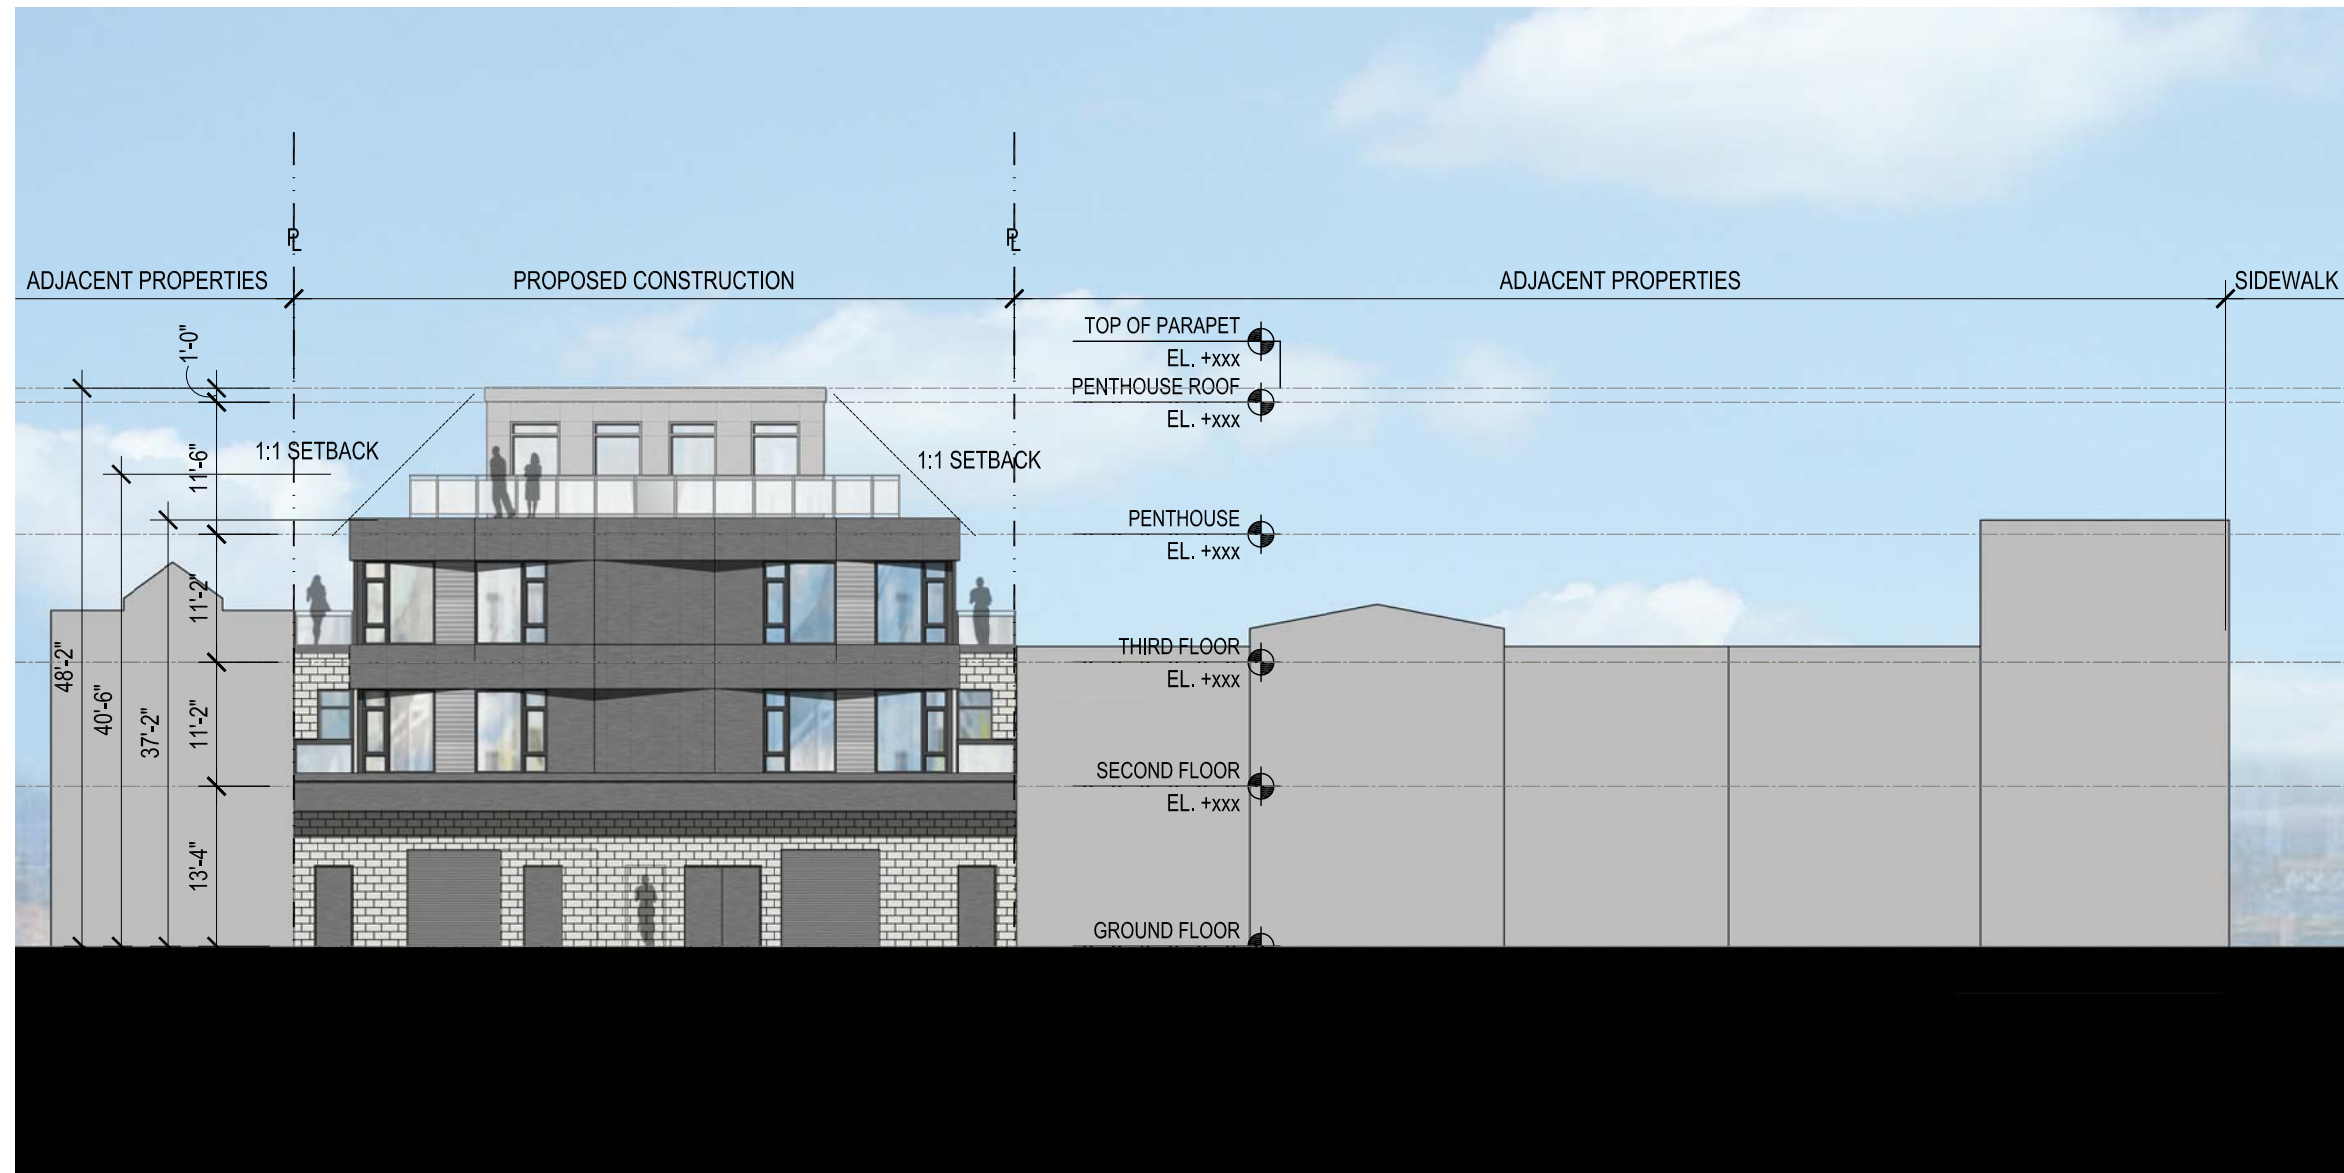 PL
PL
ADJACENT PROPERTIES
PROPOSED CONSTRUCTION
ADJACENT PROPERTIES
SIDEWALK
TOP OF PARAPET
EL. +xxx
PENTHOUSE ROOF
EL. +xxx
1'-0"
11'-6"
1:1 SETBACK
1:1 SETBACK
PENTHOUSE
EL. +xxx
11'-2"
THIRD FLOOR
EL. +xxx
48'-2"
40'-6"
37'-2"
11'-2"
SECOND FLOOR
EL. +xxx
13'-4"
GROUND FLOOR